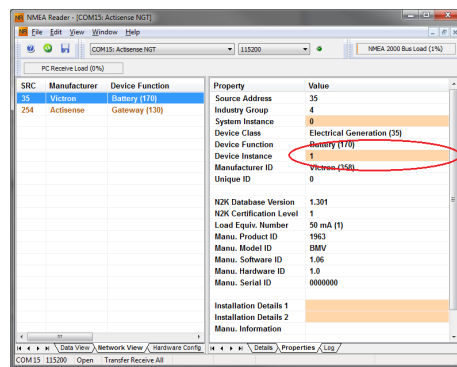 NMEA Reader - [COM15: Actisense NGT]
File Edit View Window Help
COM15: Actisense NGT 115200 NMEA 2000 Bus Load (1%)
PC Receive Load (0%)
SRC Manufacturer Device Function
35 Victron Battery (170)
254 Actisense Gateway (130)
Property Value
Source Address 35
Industry Group 4
System Instance 0
Device Class Electrical Generation (35)
Device Function Battery (170)
Device Instance 1
Manufacturer ID Victron (358)
Unique ID 0
N2K Database Version 1.301
N2K Certification Level 1
Load Equiv. Number 50 mA (1)
Manu. Product ID 1963
Manu. Model ID BMV
Manu. Software ID 1.06
Manu. Hardware ID 1.0
Manu. Serial ID 0000000
Installation Details 1
Installation Details 2
Manu. Information
Data View Network View Hardware Config
Details Properties Log
COM15 115200 Open Transfer Receive All